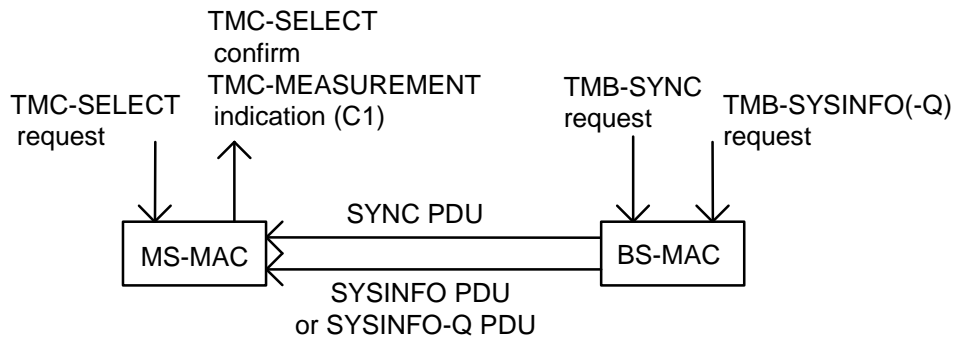 TMC-SELECT
confirm
TMC-MEASUREMENT
indication (C1)
TMC-SELECT
request
TMB-SYNC
request
TMB-SYSINFO(-Q)
request
SYNC PDU
MS-MAC
BS-MAC
SYSINFO PDU
or SYSINFO-Q PDU